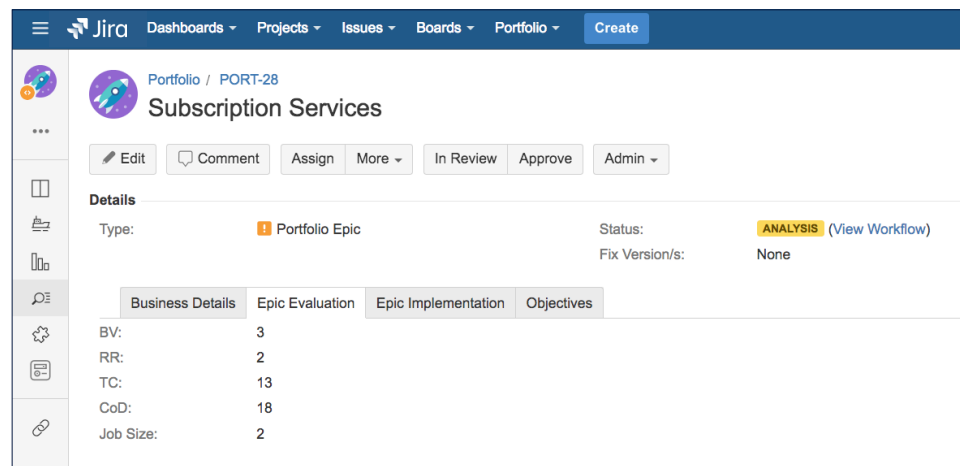 Jira Dashboards Projects Issues Boards Portfolio Create
Portfolio / PORT-28
Subscription Services
Edit Comment Assign More In Review Approve Admin
Details
Type: Portfolio Epic Status: ANALYSIS (View Workflow)
Fix Version/s: None
Business Details Epic Evaluation Epic Implementation Objectives
BV: 3
RR: 2
TC: 13
CoD: 18
Job Size: 2